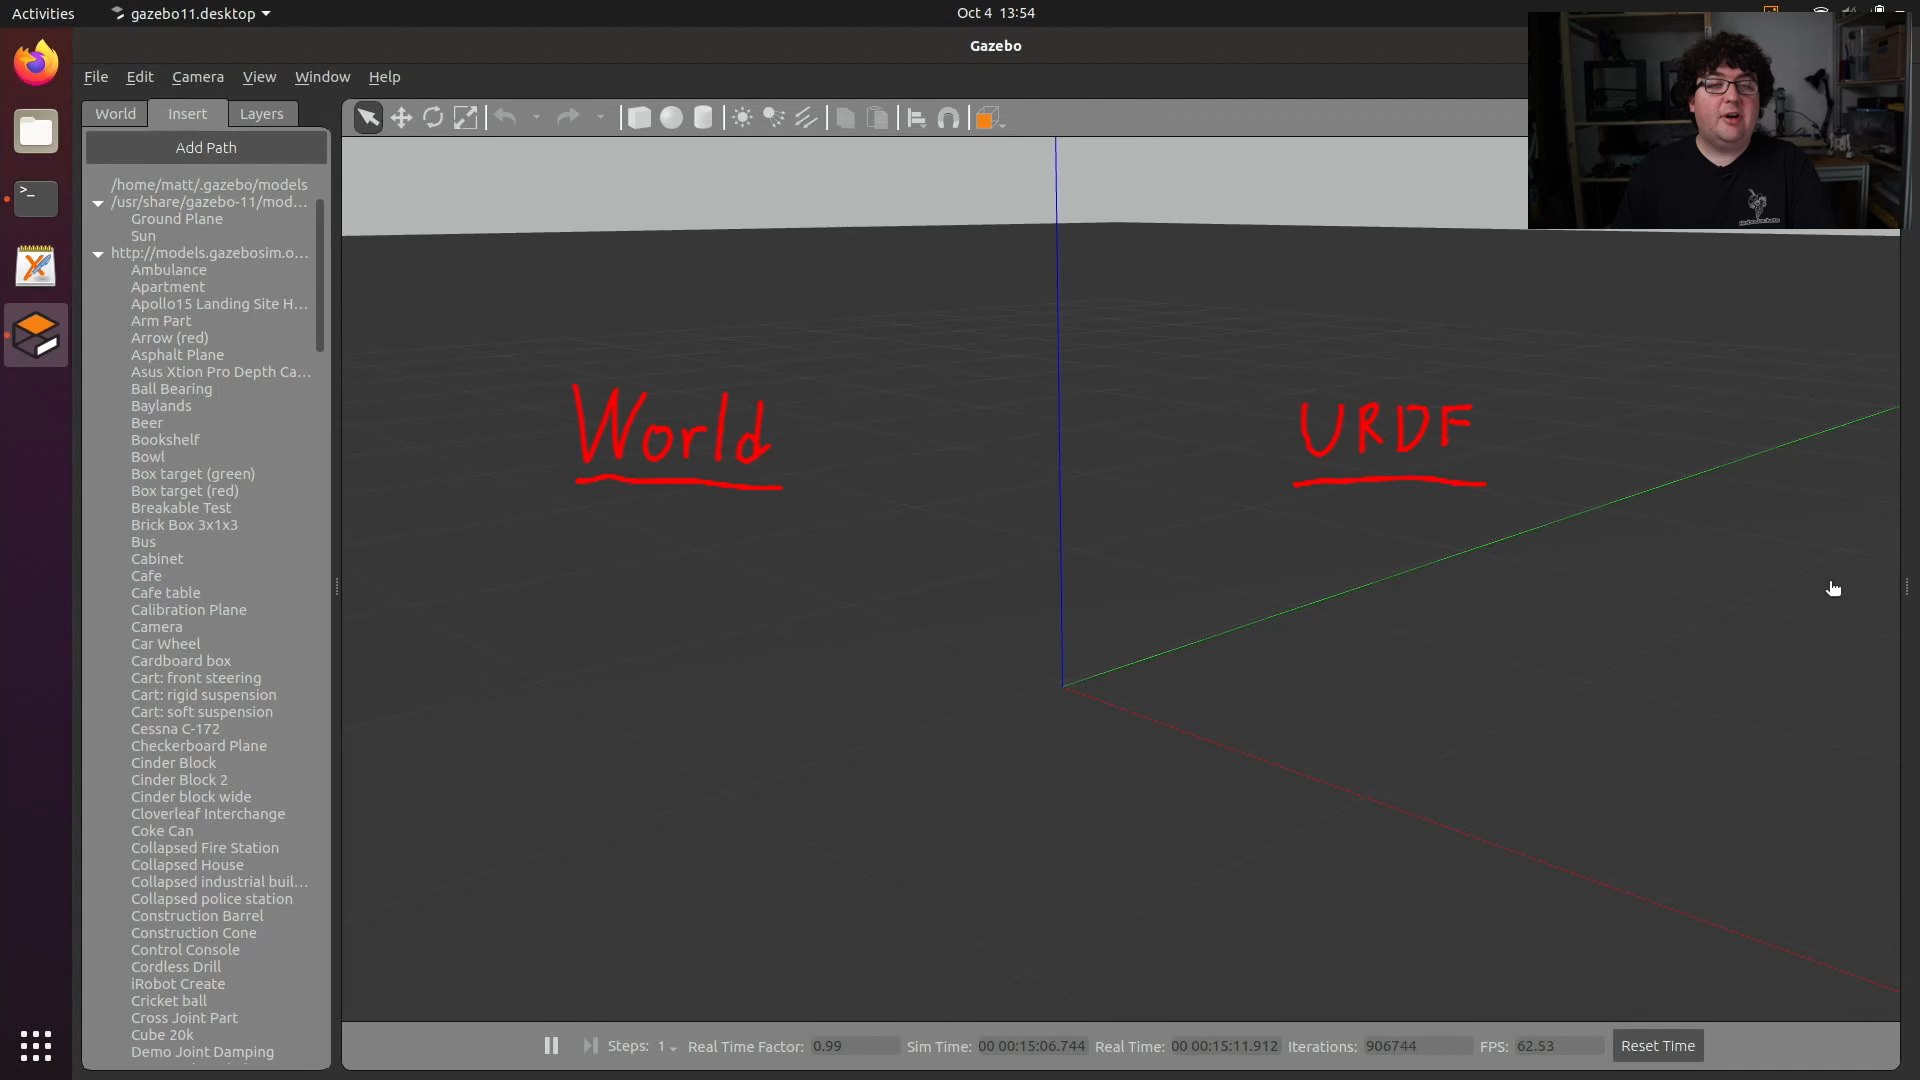 Activities
gazebo11.desktop
Oct 4 13:54
Gazebo
File Edit Camera View Window Help
World Insert Layers
Add Path
/home/matt/.gazebo/models
/usr/share/gazebo-11/mod...
Ground Plane
Sun
http://models.gazebosim.o...
Ambulance
Apartment
Apollo15 Landing Site H...
Arm Part
Arrow (red)
Asphalt Plane
Asus Xtion Pro Depth Ca...
Ball Bearing
Baylands
Beer
Bookshelf
Bowl
Box target (green)
Box target (red)
Breakable Test
Brick Box 3x1x3
Bus
Cabinet
Cafe
Cafe table
Calibration Plane
Camera
Car Wheel
Cardboard box
Cart: front steering
Cart: rigid suspension
Cart: soft suspension
Cessna C-172
Checkerboard Plane
Cinder Block
Cinder Block 2
Cinder block wide
Cloverleaf Interchange
Coke Can
Collapsed Fire Station
Collapsed House
Collapsed industrial buil...
Collapsed police station
Construction Barrel
Construction Cone
Control Console
Cordless Drill
iRobot Create
Cricket ball
Cross Joint Part
Cube 20k
Demo Joint Damping
World
URDF
Steps: 1 Real Time Factor: 0.99 Sim Time: 00 00:15:06.744 Real Time: 00 00:15:11.912 Iterations: 906744 FPS: 62.53 Reset Time